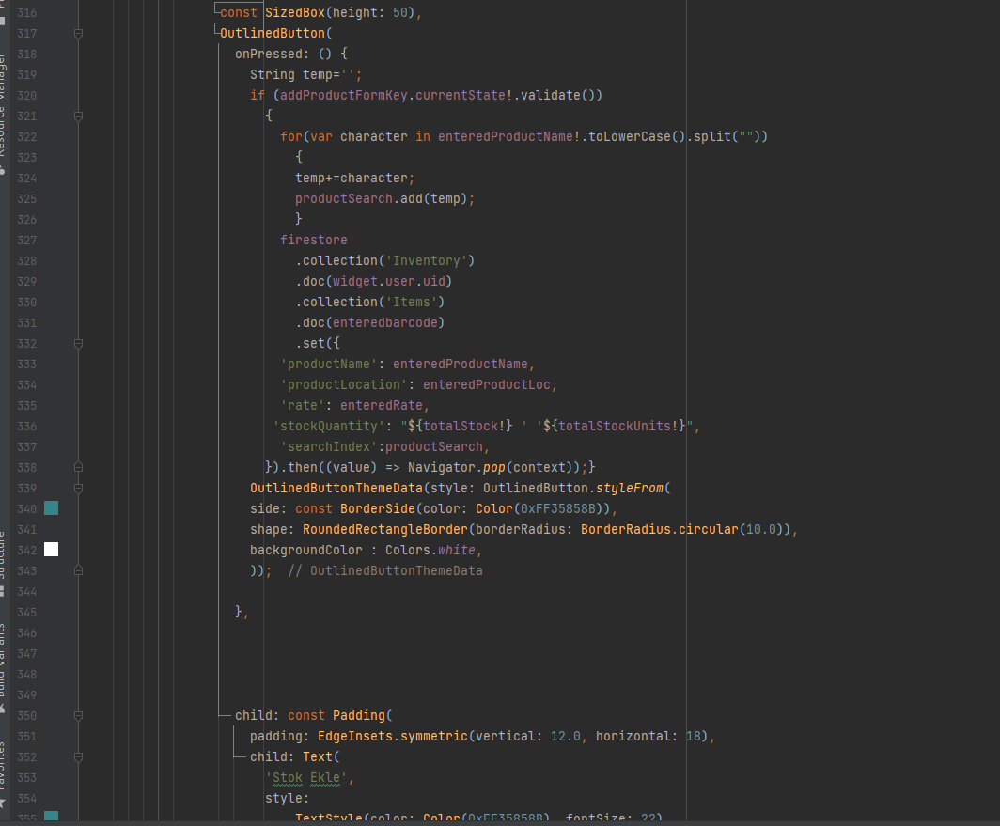 316 const SizedBox(height: 50),
317 OutlinedButton(
318 onPressed: () {
319 String temp='';
320 if (addProductFormKey.currentState!.validate())
321 {
322 for(var character in enteredProductName!.toLowerCase().split(""))
323 {
324 temp+=character;
325 productSearch.add(temp);
326 }
327 firestore
328 .collection('Inventory')
329 .doc(widget.user.uid)
330 .collection('Items')
331 .doc(enteredbarcode)
332 .set({
333 'productName': enteredProductName,
334 'productLocation': enteredProductLoc,
335 'rate': enteredRate,
336 'stockQuantity': "${totalStock!} ' '${totalStockUnits!}",
337 'searchIndex':productSearch,
338 }).then((value) => Navigator.pop(context));}
339 OutlinedButtonThemeData(style: OutlinedButton.styleFrom(
340 side: const BorderSide(color: Color(0xFF35858B)),
341 shape: RoundedRectangleBorder(borderRadius: BorderRadius.circular(10.0)),
342 backgroundColor : Colors.white,
343 )); // OutlinedButtonThemeData
344
345 },
346
347
348
349
350 child: const Padding(
351 padding: EdgeInsets.symmetric(vertical: 12.0, horizontal: 18),
352 child: Text(
353 'Stok Ekle',
354 style:
355 TextStyle(color: Color(0xFF35858B), fontSize: 22)
Resource Manager
Structure
Build Variants
Favorites